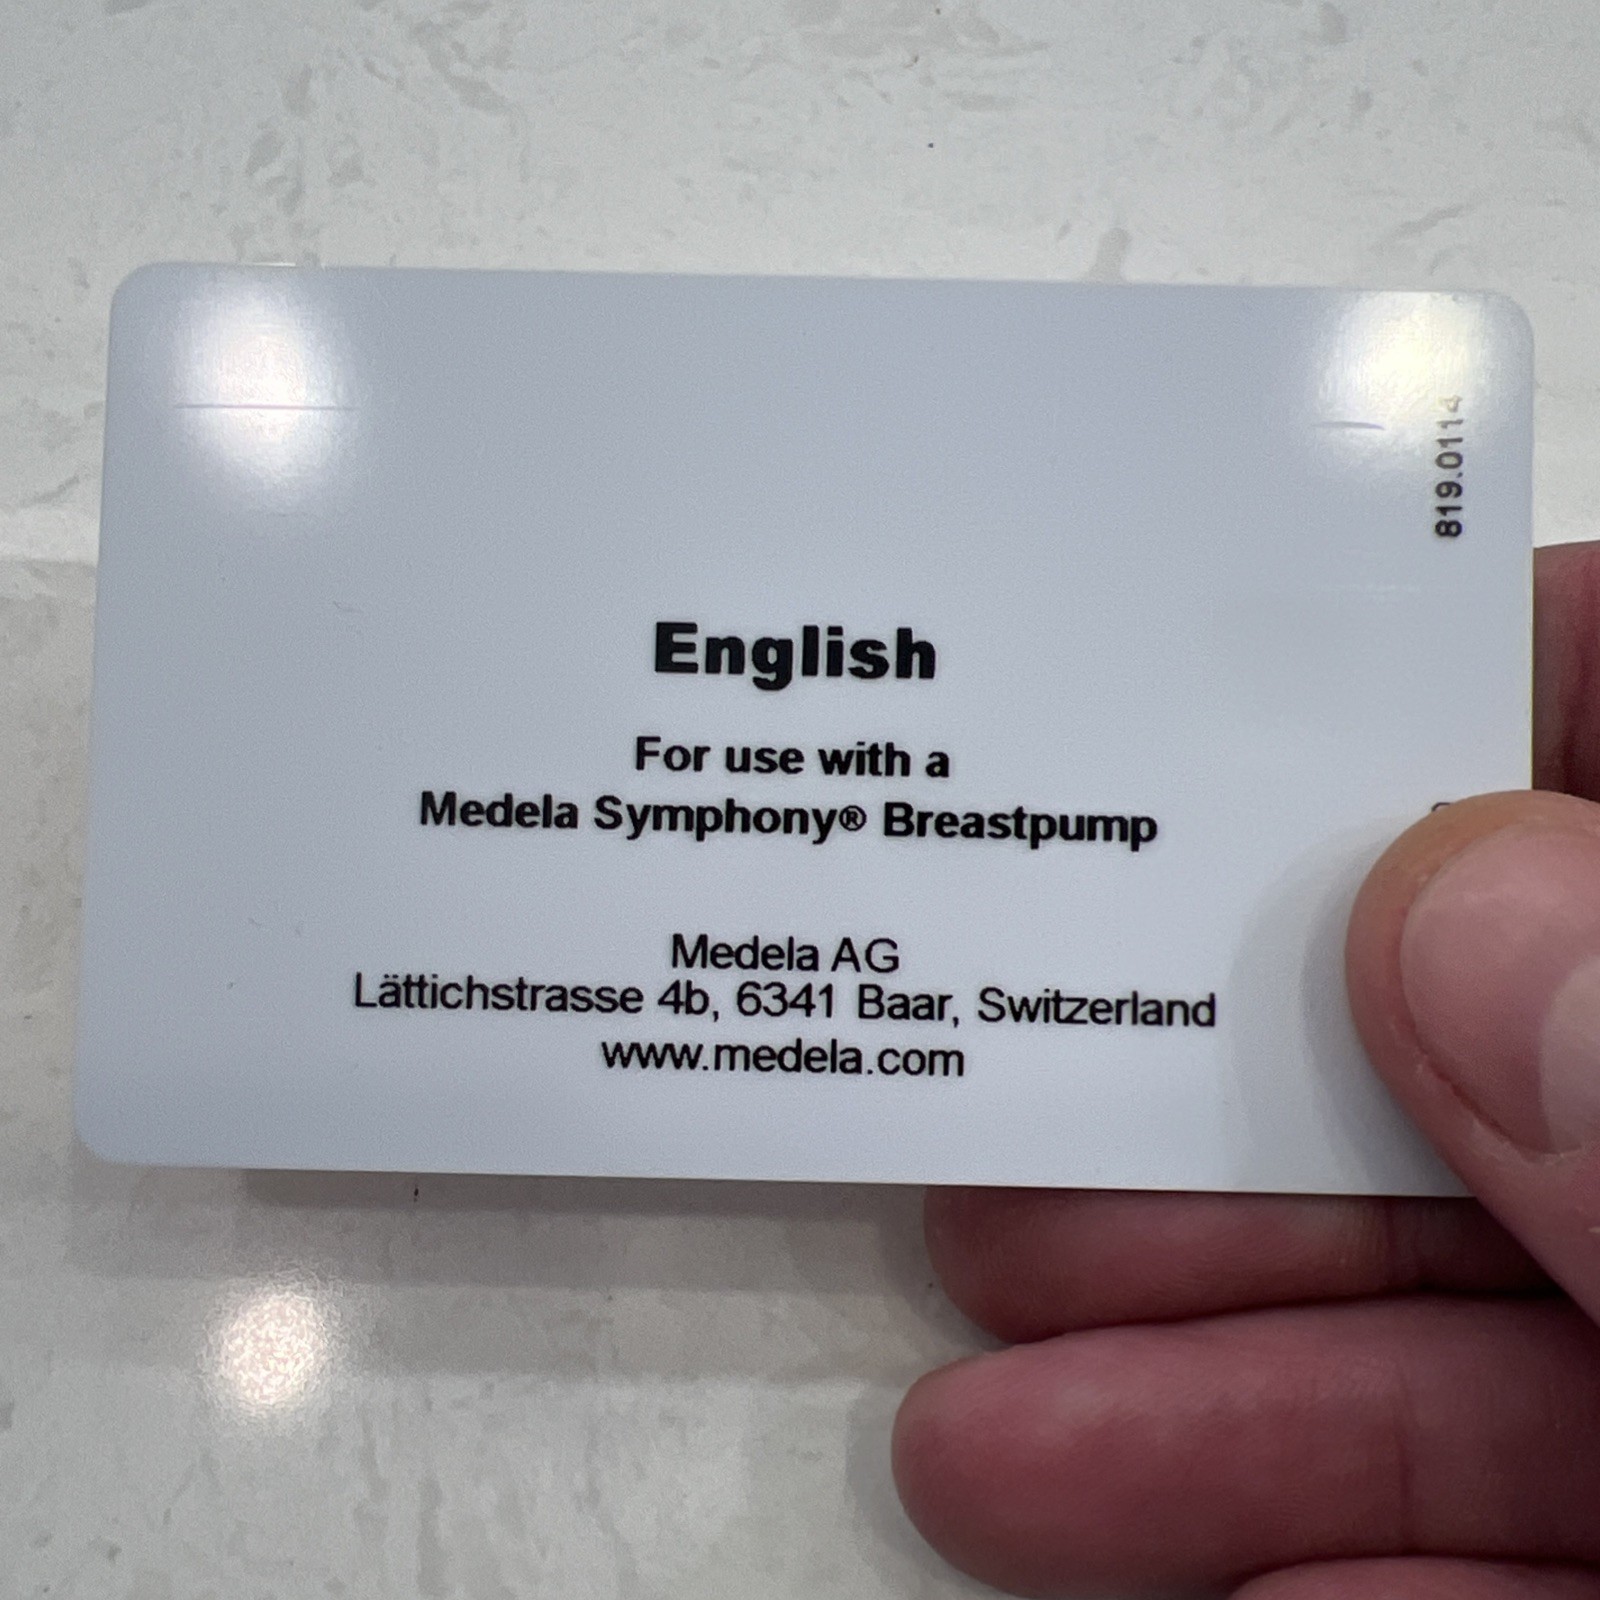 819.0114
English
For use with a
Medela Symphony® Breastpump
Medela AG
Lättichstrasse 4b, 6341 Baar, Switzerland
www.medela.com